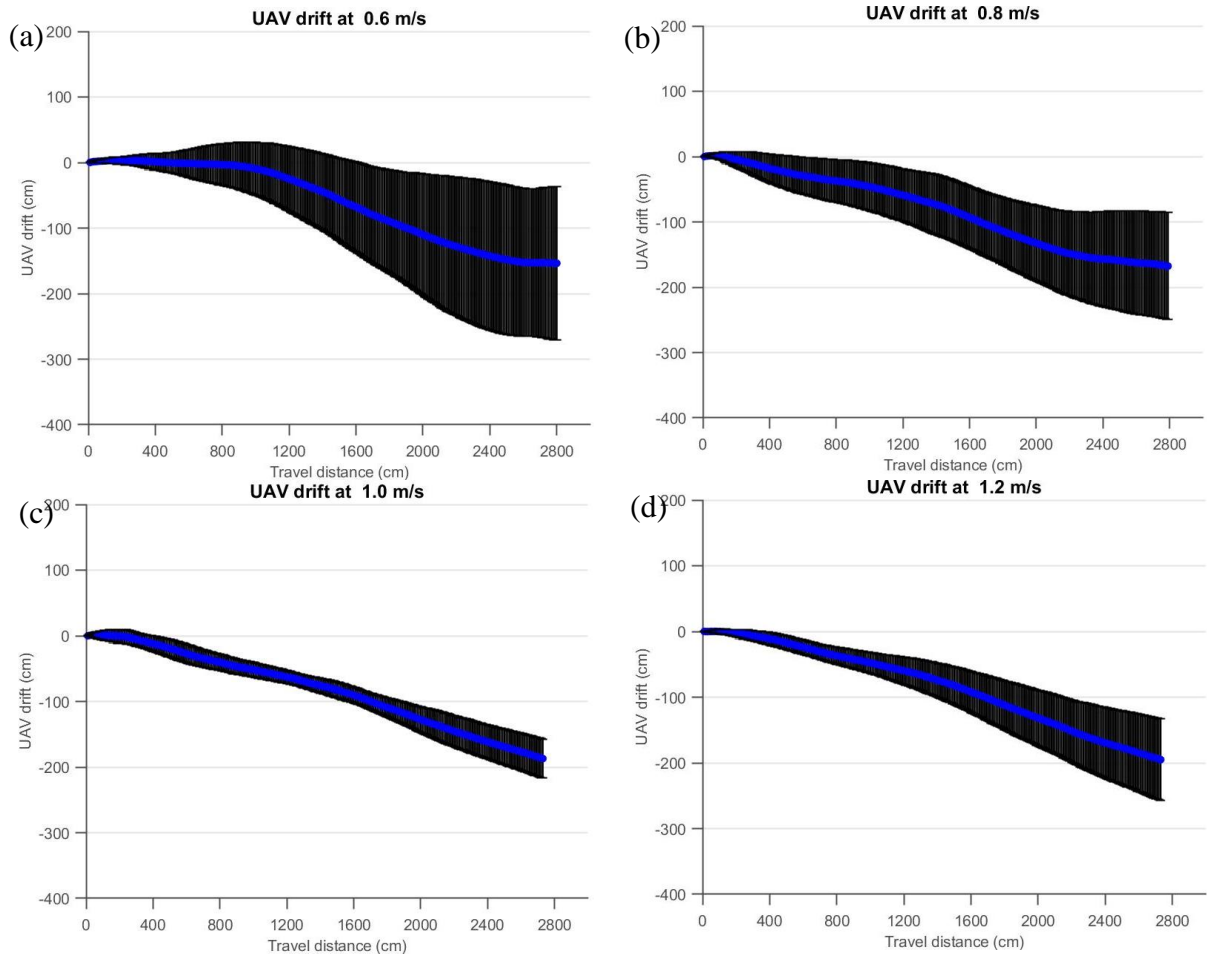 (a)
UAV drift at 0.6 m/s
200
100
0
-100
-200
-300
-400
UAV drift (cm)
0 400 800 1200 1600 2000 2400 2800
Travel distance (cm)
(b)
UAV drift at 0.8 m/s
200
100
0
-100
-200
-300
-400
UAV drift (cm)
0 400 800 1200 1600 2000 2400 2800
Travel distance (cm)
(c)
UAV drift at 1.0 m/s
200
100
0
-100
-200
-300
-400
UAV drift (cm)
0 400 800 1200 1600 2000 2400 2800
Travel distance (cm)
(d)
UAV drift at 1.2 m/s
200
100
0
-100
-200
-300
-400
UAV drift (cm)
0 400 800 1200 1600 2000 2400 2800
Travel distance (cm)